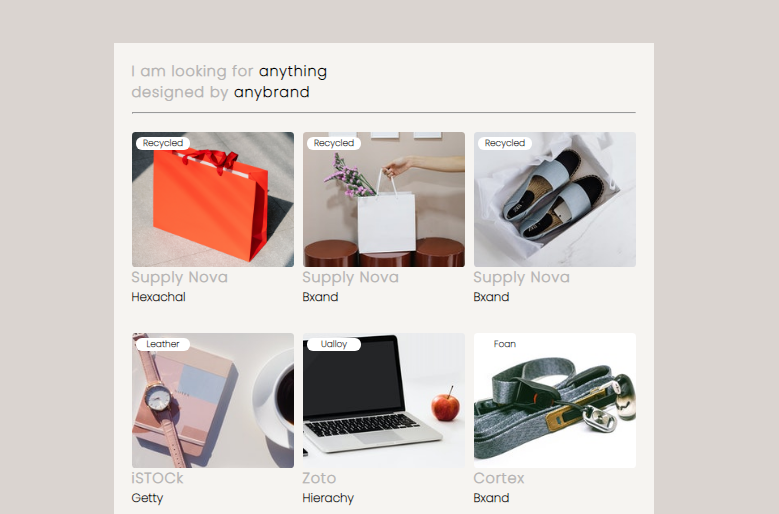 I am looking for anything
designed by anybrand
Recycled
Recycled
Recycled
Supply Nova
Supply Nova
Supply Nova
Hexachal
Bxand
Bxand
Leather
Ualloy
Foan
NOTES
iSTOCk
Zoto
Cortex
Getty
Hierachy
Bxand